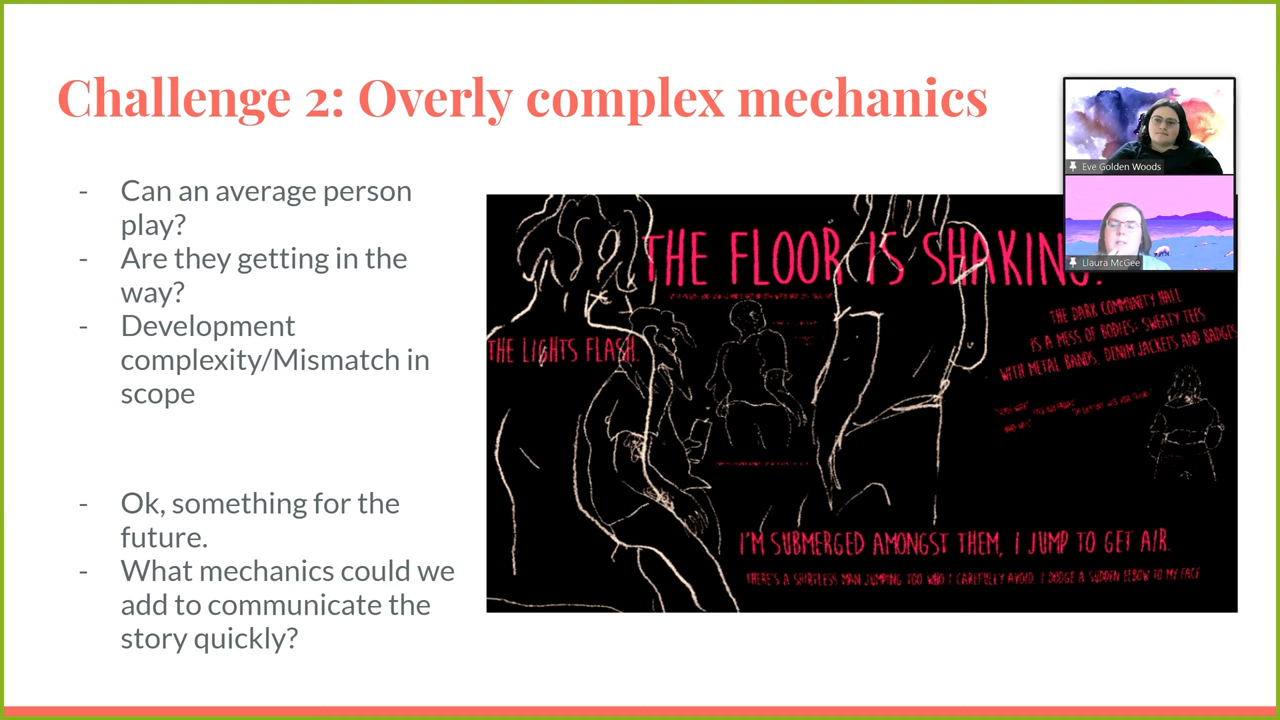 Challenge 2: Overly complex mechanics
- Can an average person
play?
- Are they getting in the
way?
- Development
complexity/Mismatch in
scope
- Ok, something for the
future.
- What mechanics could we
add to communicate the
story quickly?
THE FLOOR IS SHAKING.
THE LIGHTS FLASH.
THE DARK COMMUNITY HALL
IS A MESS OF BODIES: SWEATY TEES
WITH METAL BANDS, DENIM JACKETS AND BADGES
I'M SUBMERGED AMONGST THEM, I JUMP TO GET AIR.
THERE'S A SHIRTLESS MAN JUMPING TOO WHO I CAREFULLY AVOID. I DODGE A SUDDEN ELBOW TO MY FACE
Eve Golden Woods
Llaura McGee